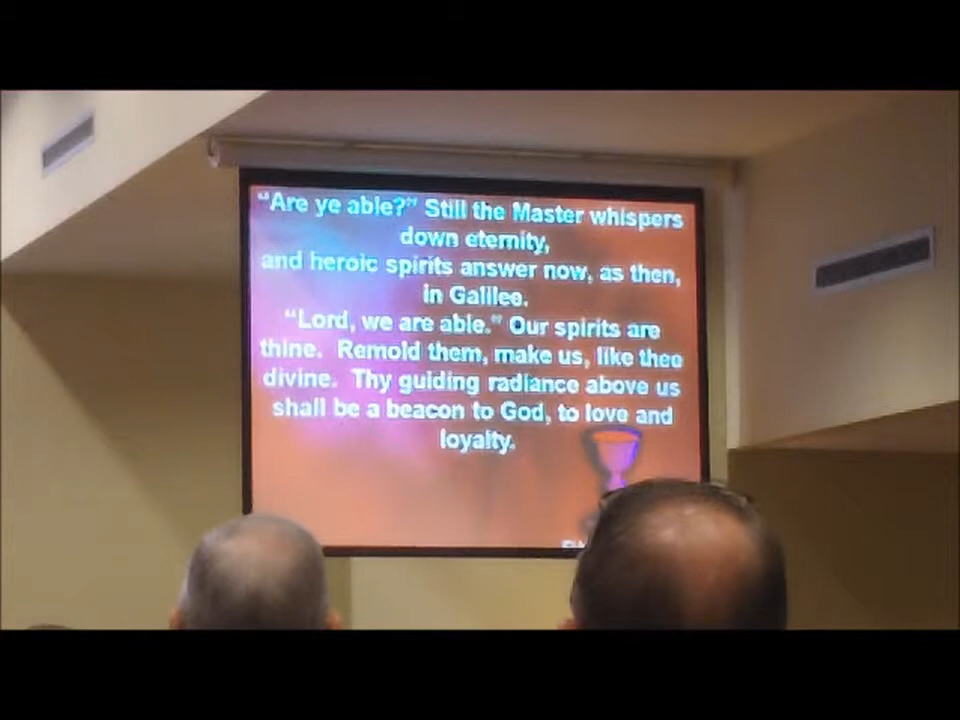 “Are ye able?” Still the Master whispers
down eternity,
and heroic spirits answer now, as then,
in Galilee.
“Lord, we are able.” Our spirits are
thine.  Remold them, make us, like thee
divine.  Thy guiding radiance above us
shall be a beacon to God, to love and
loyalty.